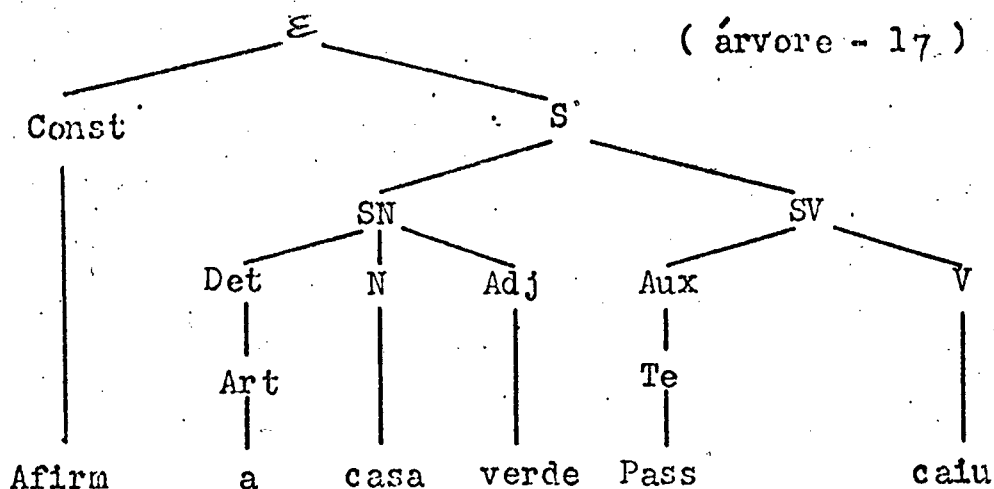 Ɛ
( árvore - 17 )
Const
S
SN
SV
Det
N
Adj
Aux
V
Art
Te
Afirm a casa verde Pass caiu